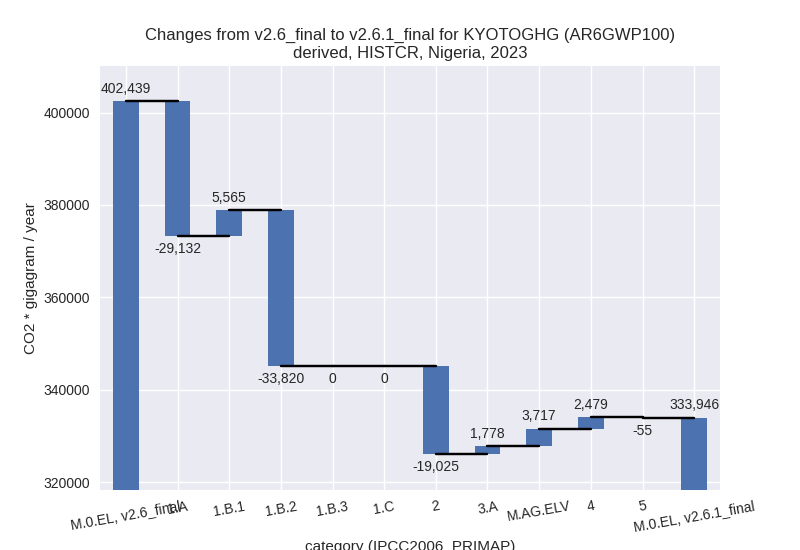 Changes from v2.6_final to v2.6.1_final for KYOTOGHG (AR6GWP100)
derived, HISTCR, Nigeria, 2023
CO2 * gigagram / year
400000
380000
360000
340000
320000
402,439
-29,132
5,565
-33,820
0
0
-19,025
1,778
3,717
2,479
-55
333,946
M.0.EL, v2.6_final
1.A
1.B.1
1.B.2
1.B.3
1.C
2
3.A
M.AG.ELV
4
5
M.0.EL, v2.6.1_final
category (IPCC2006_PRIMAP)